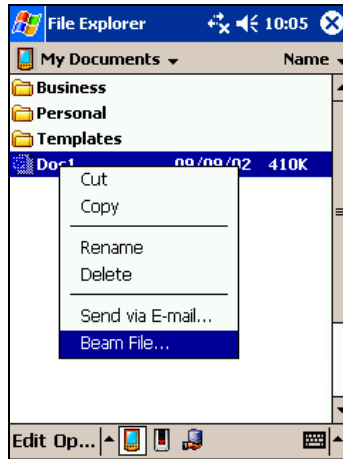 File Explorer 10:05
My Documents Name
Business
Personal
Templates
Doc1 09/09/02 410K
Cut
Copy
Rename
Delete
Send via E-mail...
Beam File...
Edit Op...